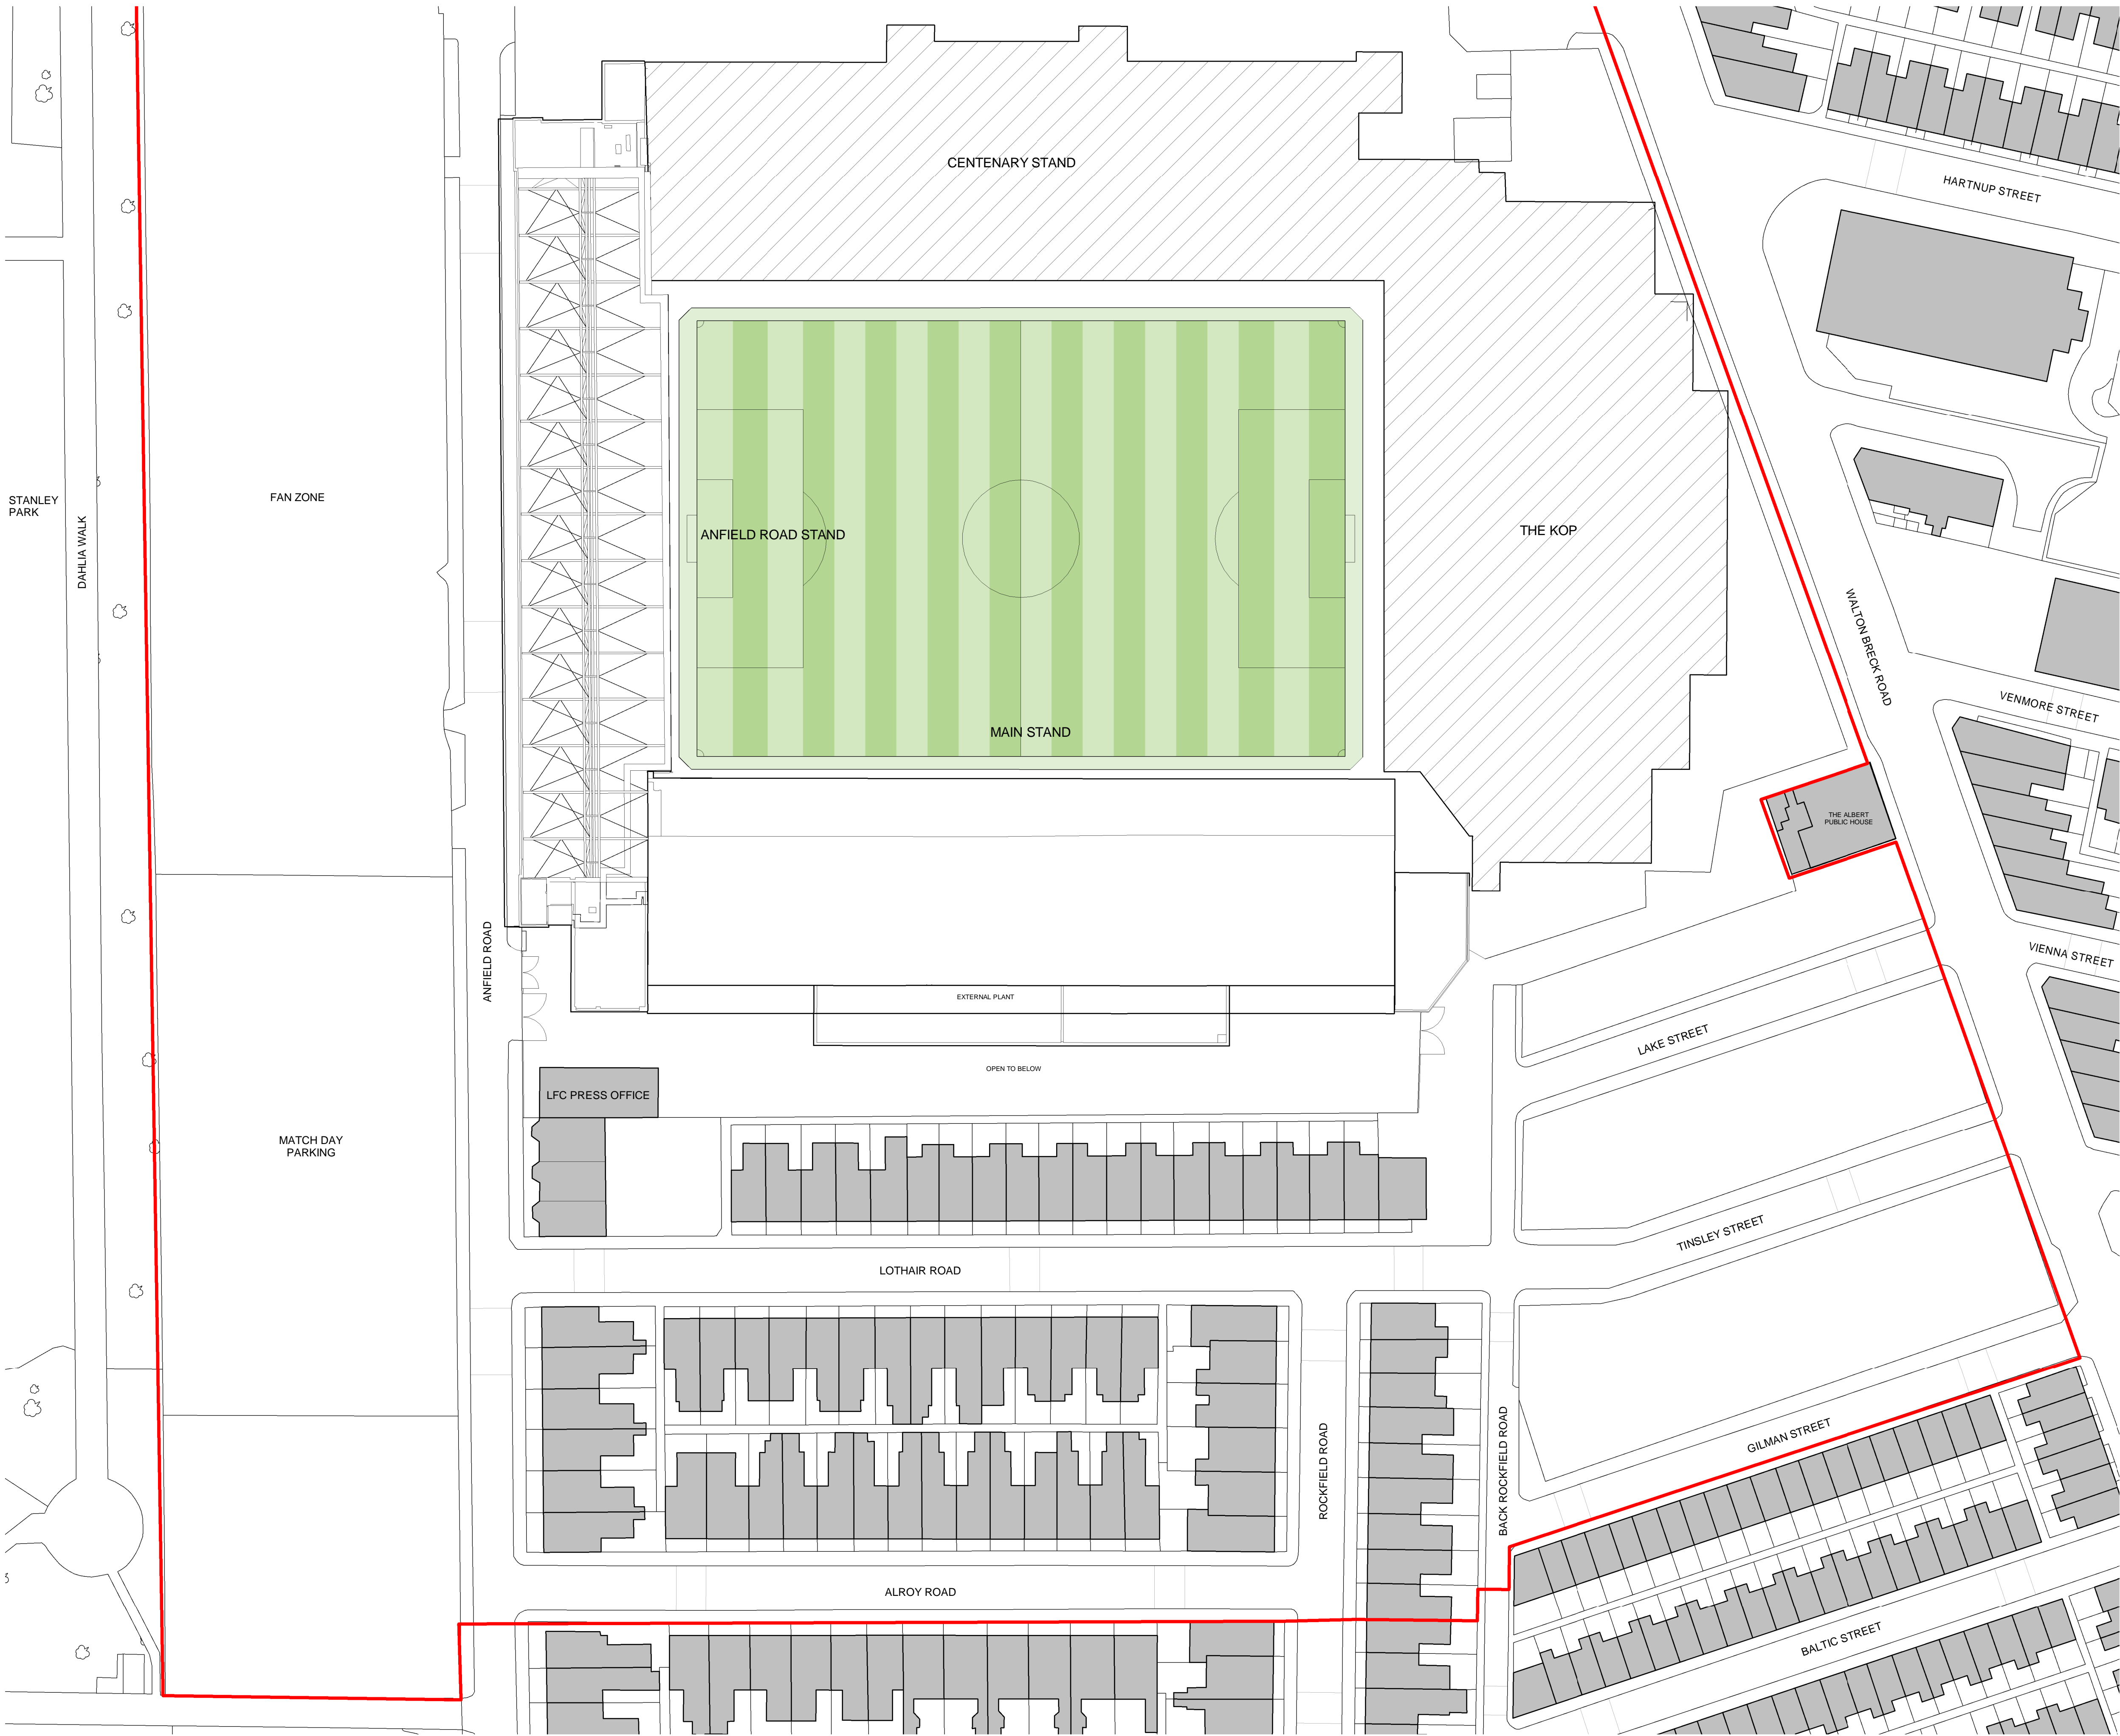 CENTENARY STAND
HARTNUP STREET
STANLEY
PARK
DAHLIA WALK
FAN ZONE
ANFIELD ROAD STAND
THE KOP
WALTON BRECK ROAD
VENMORE STREET
MAIN STAND
THE ALBERT
PUBLIC HOUSE
ANFIELD ROAD
VIENNA STREET
EXTERNAL PLANT
LAKE STREET
OPEN TO BELOW
LFC PRESS OFFICE
MATCH DAY
PARKING
TINSLEY STREET
LOTHAIR ROAD
ROCKFIELD ROAD
BACK ROCKFIELD ROAD
GILMAN STREET
ALROY ROAD
BALTIC STREET